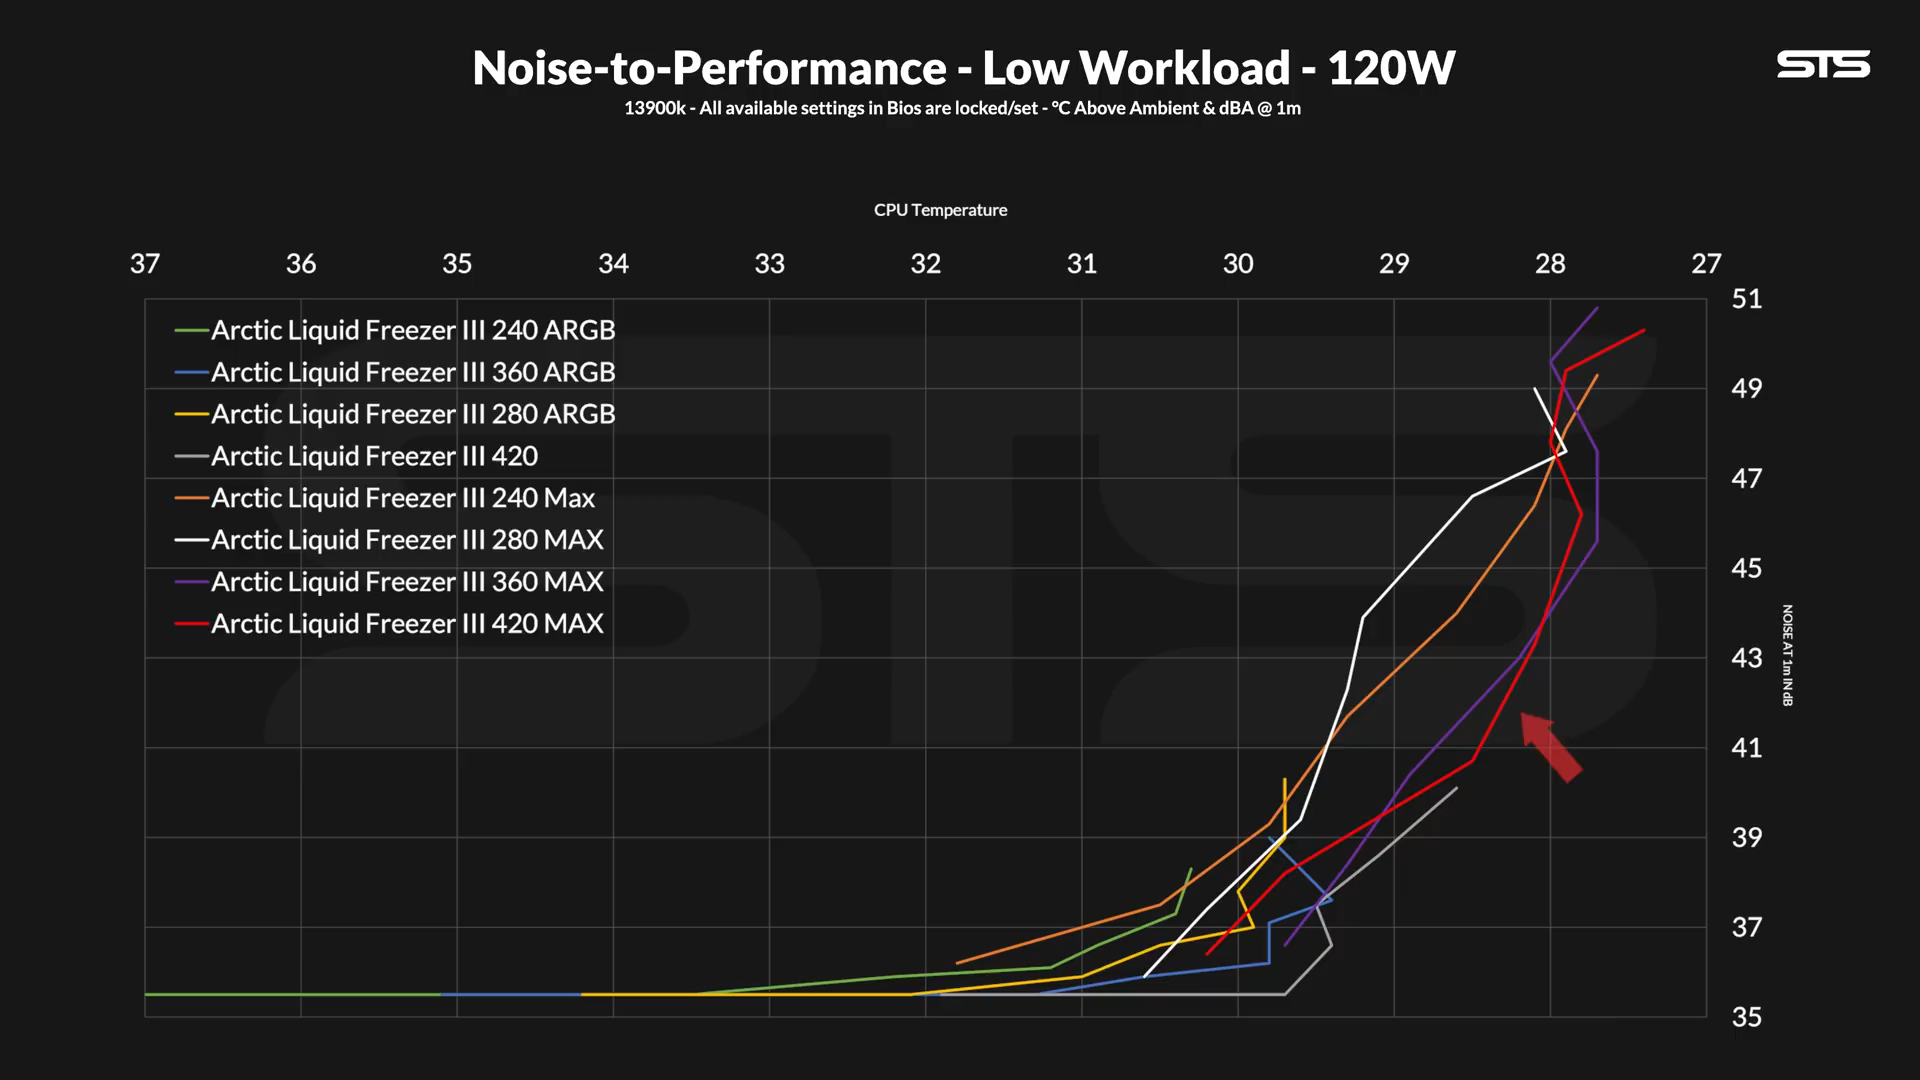 Noise-to-Performance - Low Workload - 120W
STS
13900k - All available settings in Bios are locked/set - °C Above Ambient & dBA @ 1m
CPU Temperature
37 36 35 34 33 32 31 30 29 28 27
51
Arctic Liquid Freezer III 240 ARGB
Arctic Liquid Freezer III 360 ARGB
49
Arctic Liquid Freezer III 280 ARGB
Arctic Liquid Freezer III 420
47
Arctic Liquid Freezer III 240 Max
Arctic Liquid Freezer III 280 MAX
45
Arctic Liquid Freezer III 360 MAX
Arctic Liquid Freezer III 420 MAX
43
NOISE AT 1m IN dB
41
39
37
35
STS